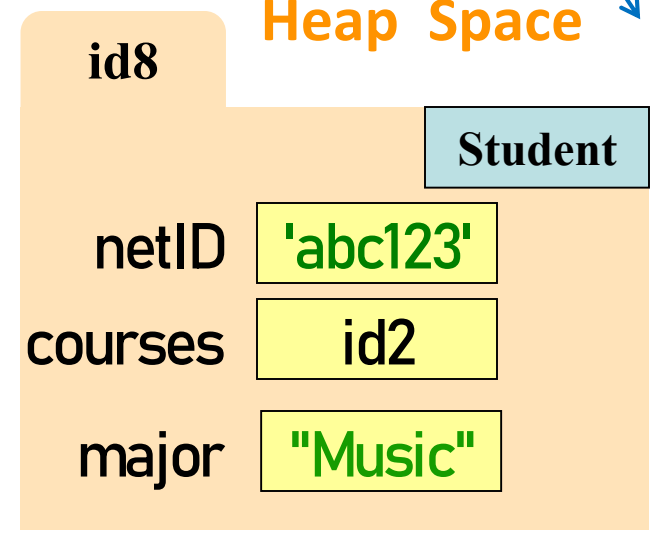 Heap Space
id8
Student
netID 'abc123'
courses id2
major "Music"